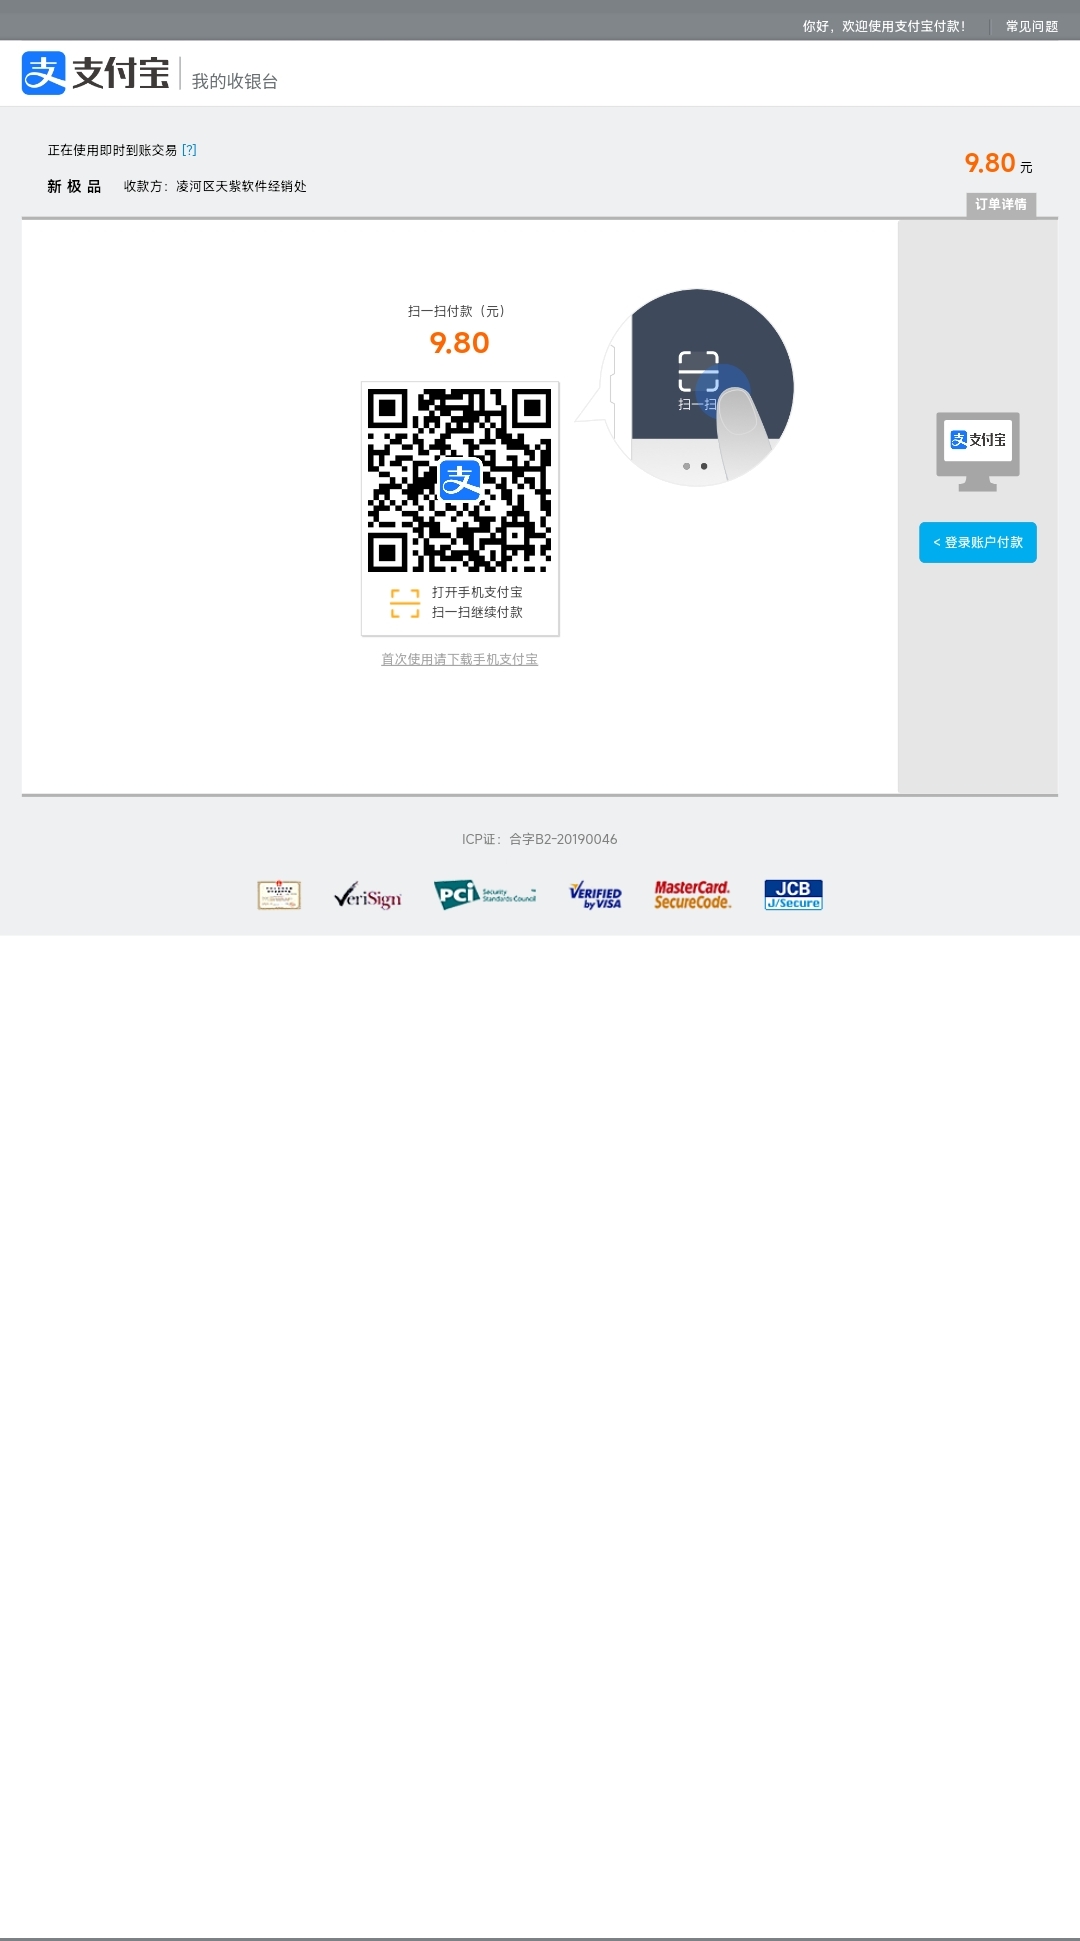 你好，欢迎使用支付宝付款！ 常见问题
支付宝 我的收银台
正在使用即时到账交易 [?]
新 极 品 收款方：凌河区天紫软件经销处
9.80 元
订单详情
扫一扫付款（元）
9.80
扫一扫
打开手机支付宝
扫一扫继续付款
首次使用请下载手机支付宝
支付宝
< 登录账户付款
ICP证：合字B2-20190046
VeriSign
PCi Security Standards Council
VERIFIED by VISA
MasterCard. SecureCode.
JCB J/Secure